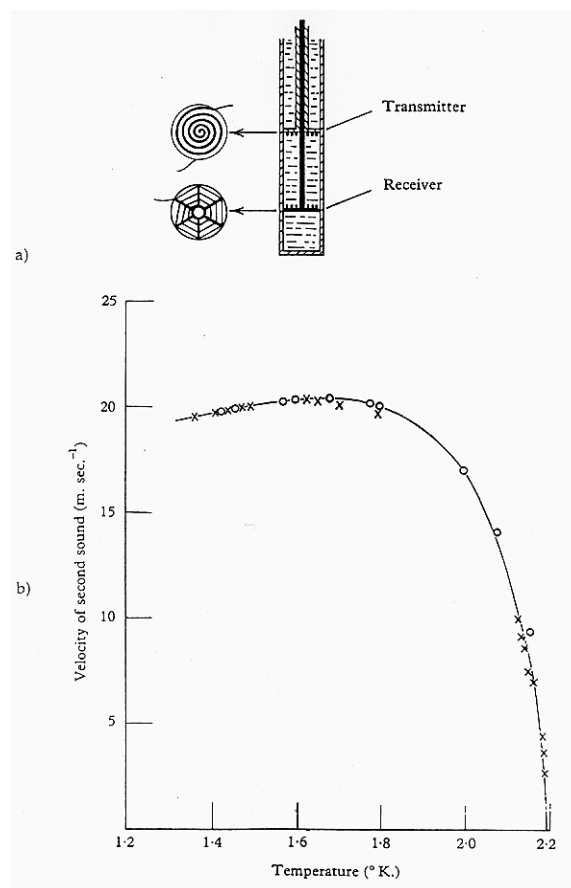 Transmitter
Receiver
a)
25
20
15
10
5
Velocity of second sound (m. sec.⁻¹)
b)
1·2
1·4
1·6
1·8
2·0
2·2
Temperature (° K.)